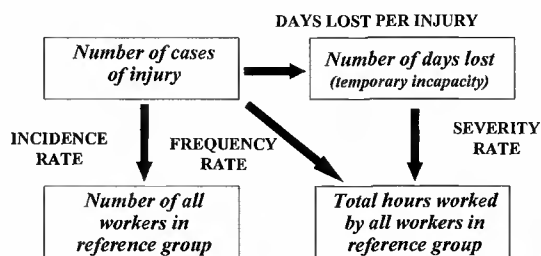 DAYS LOST PER INJURY
Number of cases
of injury
Number of days lost
(temporary incapacity)
INCIDENCE
RATE
FREQUENCY
RATE
SEVERITY
RATE
Number of all
workers in
reference group
Total hours worked
by all workers in
reference group